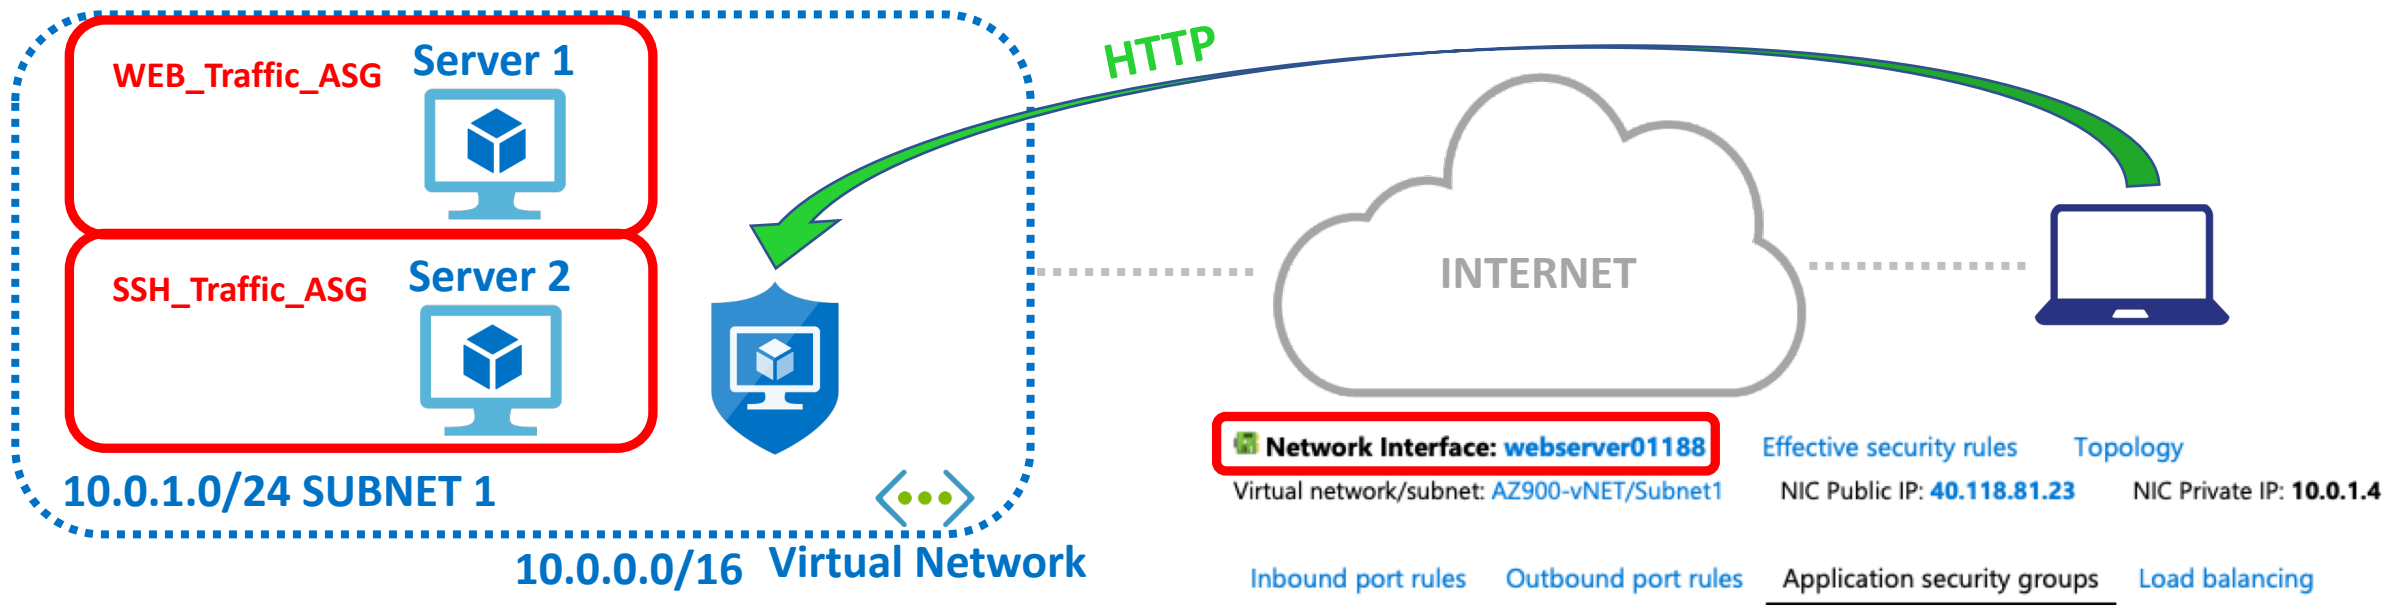 WEB_Traffic_ASG
Server 1
HTTP
SSH_Traffic_ASG
Server 2
INTERNET
10.0.1.0/24 SUBNET 1
10.0.0.0/16
Virtual Network
Network Interface: webserver01188 Effective security rules Topology
Virtual network/subnet: AZ900-vNET/Subnet1 NIC Public IP: 40.118.81.23 NIC Private IP: 10.0.1.4
Inbound port rules Outbound port rules Application security groups Load balancing